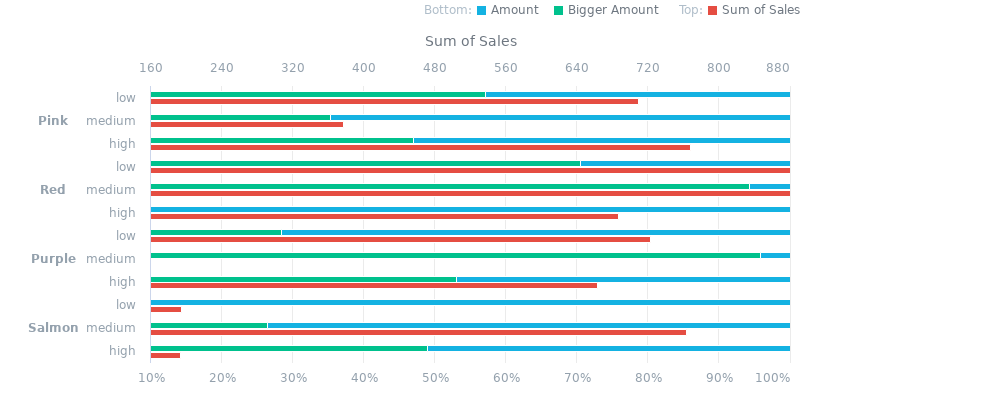 Bottom: Amount Bigger Amount Top: Sum of Sales
Sum of Sales
160 240 320 400 480 560 640 720 800 880
low
Pink medium
high
low
Red medium
high
low
Purple medium
high
low
Salmon medium
high
10% 20% 30% 40% 50% 60% 70% 80% 90% 100%